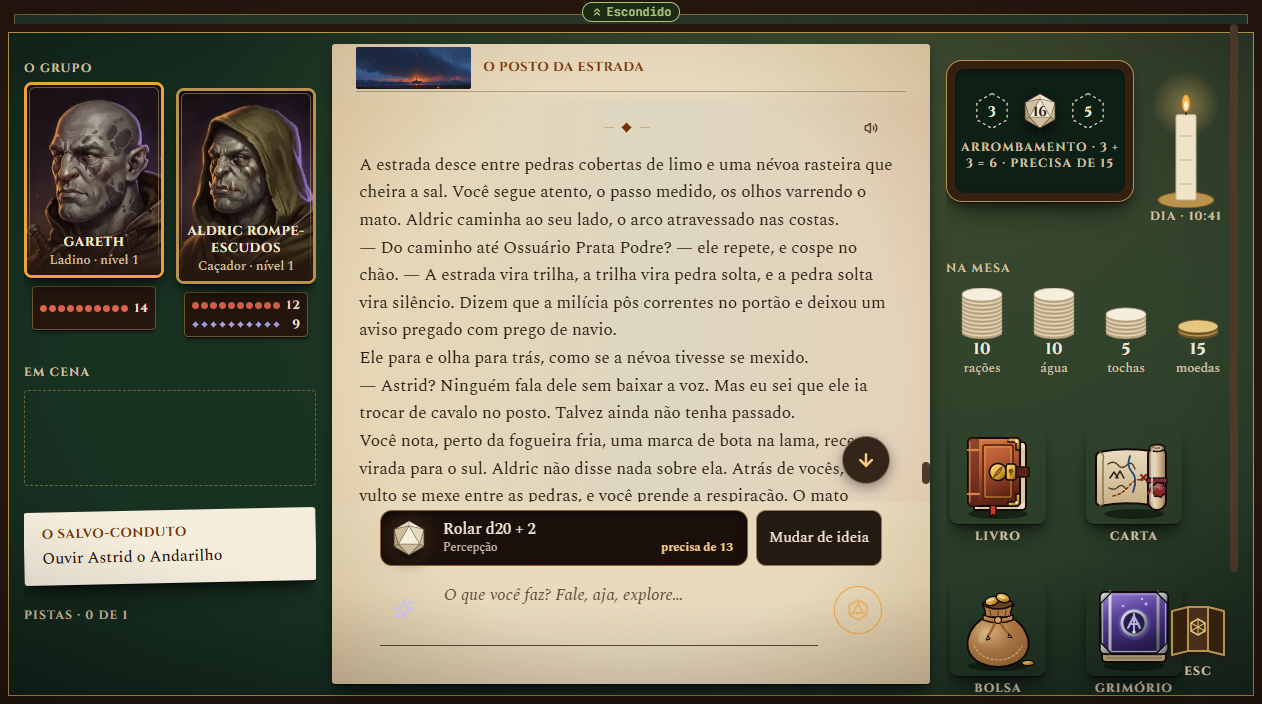 Escondido
O GRUPO
GARETH
Ladino · nível 1
14
ALDRIC ROMPE-
ESCUDOS
Caçador · nível 1
12
9
EM CENA
O SALVO-CONDUTO
Ouvir Astrid o Andarilho
PISTAS · 0 DE 1
O POSTO DA ESTRADA
A estrada desce entre pedras cobertas de limo e uma névoa rasteira que
cheira a sal. Você segue atento, o passo medido, os olhos varrendo o
mato. Aldric caminha ao seu lado, o arco atravessado nas costas.
— Do caminho até Ossuário Prata Podre? — ele repete, e cospe no
chão. — A estrada vira trilha, a trilha vira pedra solta, e a pedra solta
vira silêncio. Dizem que a milícia pôs correntes no portão e deixou um
aviso pregado com prego de navio.
Ele para e olha para trás, como se a névoa tivesse se mexido.
— Astrid? Ninguém fala dele sem baixar a voz. Mas eu sei que ele ia
trocar de cavalo no posto. Talvez ainda não tenha passado.
Você nota, perto da fogueira fria, uma marca de bota na lama,
virada para o sul. Aldric não disse nada sobre ela. Atrás de vocês,
vulto se mexe entre as pedras, e você prende a respiração. O mato
Rolar d20 + 2
Percepção
precisa de 13
Mudar de ideia
O que você faz? Fale, aja, explore...
3
16
5
ARROMBAMENTO · 3 +
3 = 6 · PRECISA DE 15
DIA · 10:41
NA MESA
10
rações
10
água
5
tochas
15
moedas
LIVRO
CARTA
BOLSA
GRIMÓRIO
ESC